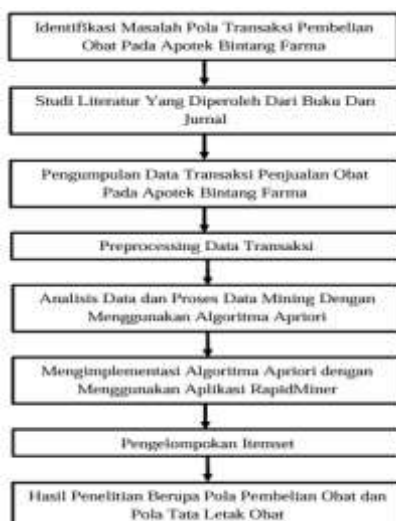 Identifikasi Masalah Pola Transaksi Pembelian
Obat Pada Apotek Bintang Farma
Studi Literatur Yang Diperoleh Dari Buku Dan
Jurnal
Pengumpulan Data Transaksi Penjualan Obat
Pada Apotek Bintang Farma
Preprocessing Data Transaksi
Analisis Data dan Proses Data Mining Dengan
Menggunakan Algoritma Apriori
Mengimplementasi Algoritma Apriori dengan
Menggunakan Aplikasi RapidMiner
Pengelompokan Itemset
Hasil Penelitian Berupa Pola Pembelian Obat dan
Pola Tata Letak Obat